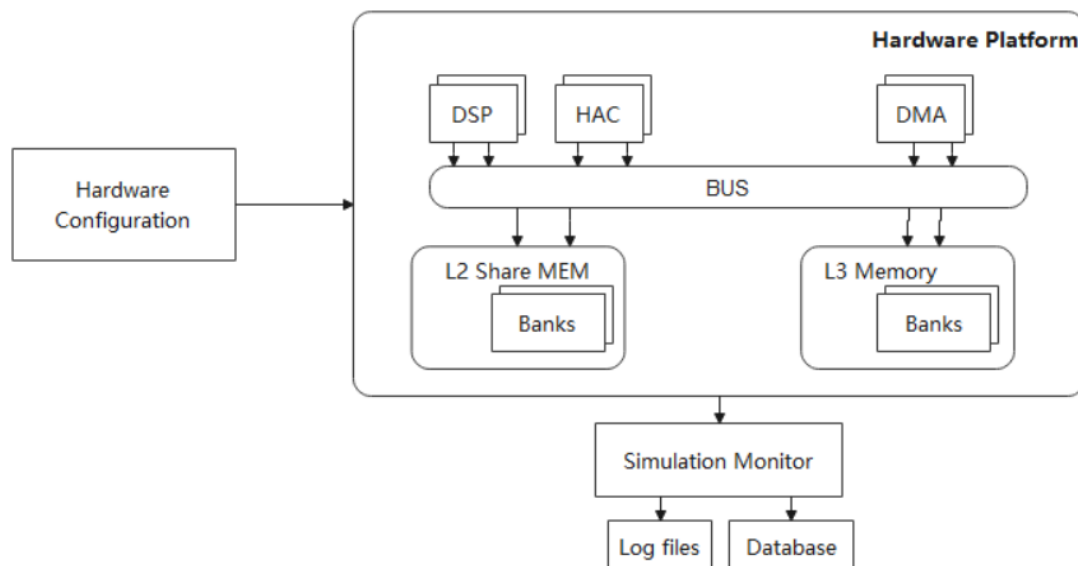 Hardware Platform
DSP
HAC
DMA
Hardware
Configuration
BUS
L2 Share MEM
Banks
L3 Memory
Banks
Simulation Monitor
Log files
Database